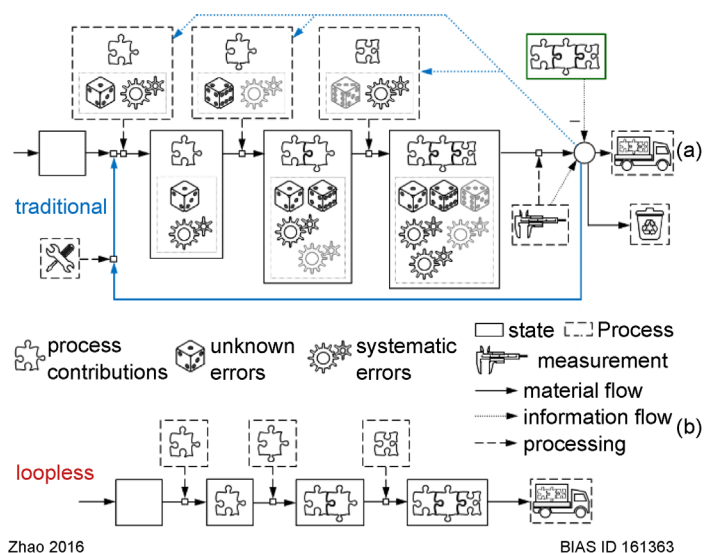 (a)
traditional
process
contributions
unknown
errors
systematic
errors
state
Process
measurement
material flow
information flow
(b)
processing
loopless
Zhao 2016
BIAS ID 161363